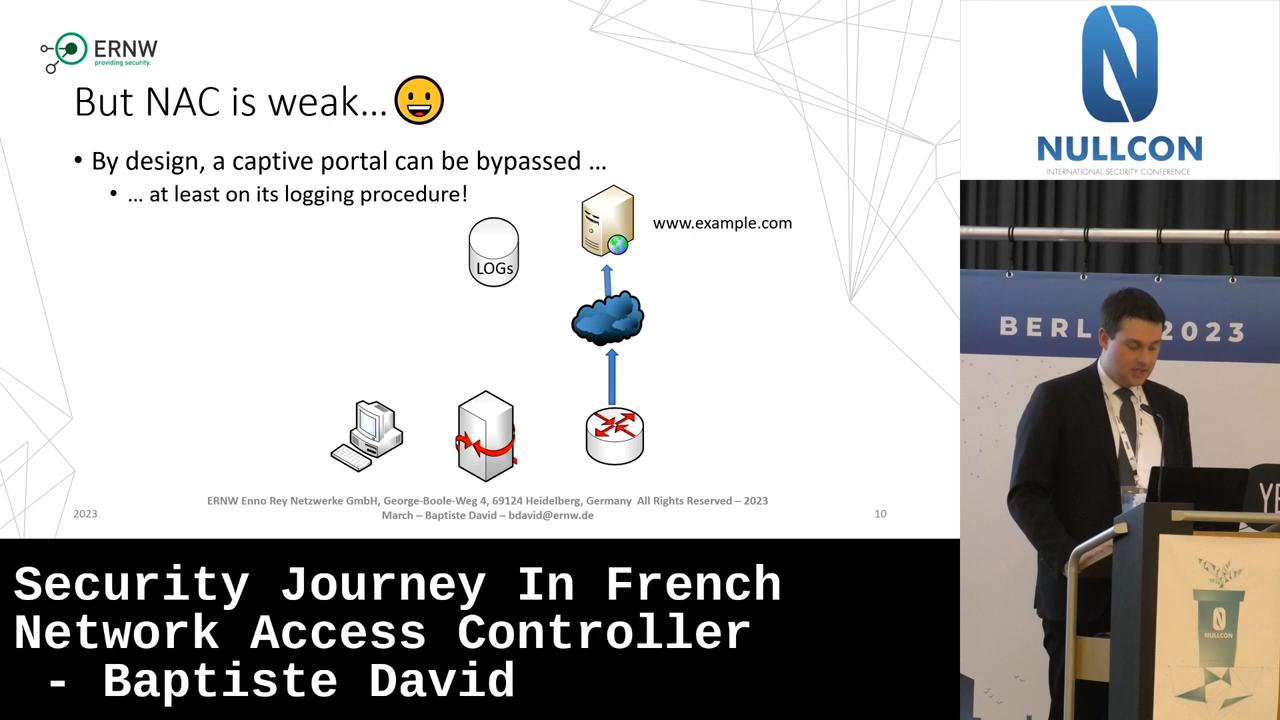 ERNW
providing security.
But NAC is weak...
• By design, a captive portal can be bypassed ...
• ... at least on its logging procedure!
LOGs
www.example.com
ERNW Enno Rey Netzwerke GmbH, George-Boole-Weg 4, 69124 Heidelberg, Germany All Rights Reserved – 2023
March – Baptiste David – bdavid@ernw.de
2023
10
NULLCON
INTERNATIONAL SECURITY CONFERENCE
BERL 2023
YE
NULLCON
Security Journey In French
Network Access Controller
- Baptiste David